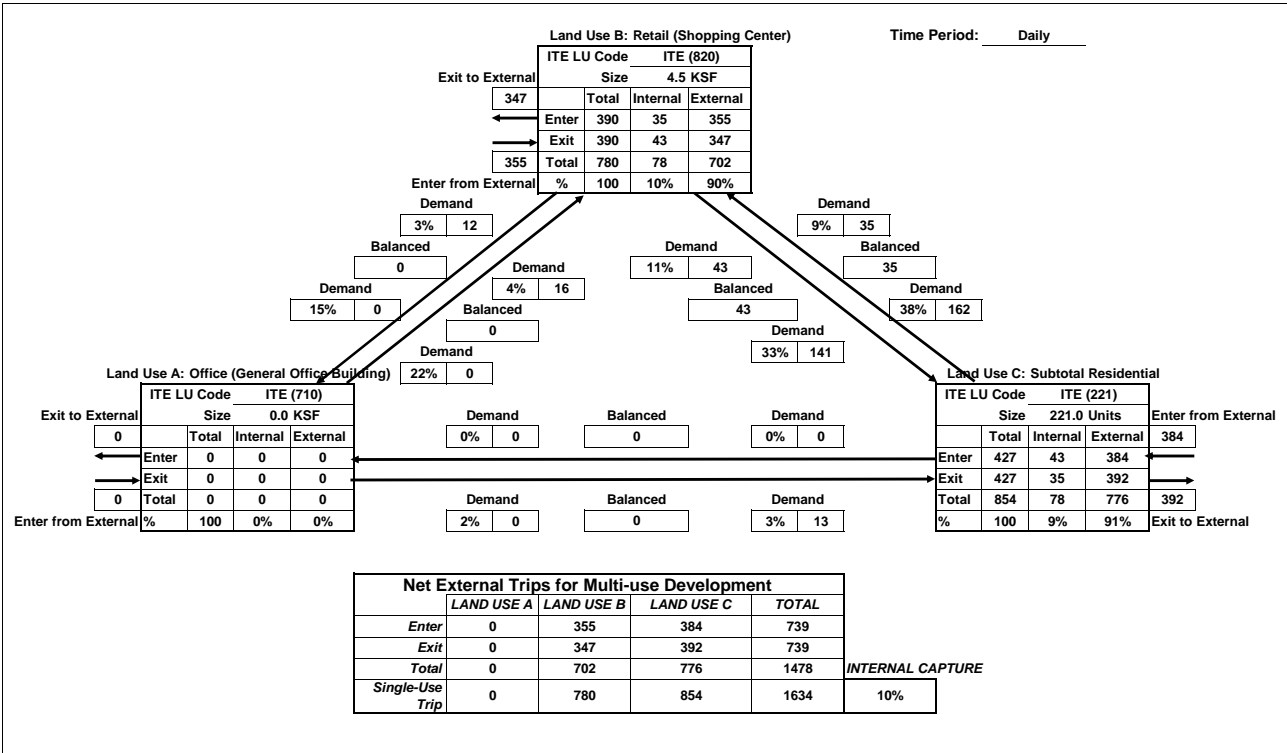 Land Use B: Retail (Shopping Center) Time Period: Daily
ITE LU Code ITE (820)
Exit to External Size 4.5 KSF
347 Total Internal External
Enter 390 35 355
Exit 390 43 347
355 Total 780 78 702
Enter from External % 100 10% 90%
Demand Demand
3% 12 9% 35
Balanced Demand Balanced
0 Demand 11% 43 35
Demand 4% 16 Balanced Demand
15% 0 Balanced 43 38% 162
0 Demand
Demand 33% 141
Land Use A: Office (General Office Building) 22% 0 Land Use C: Subtotal Residential
ITE LU Code ITE (710) ITE LU Code ITE (221)
Exit to External Size 0.0 KSF Demand Balanced Demand Size 221.0 Units Enter from External
0 Total Internal External 0% 0 0 0% 0 Total Internal External 384
Enter 0 0 0 Enter 427 43 384
Exit 0 0 0 Exit 427 35 392
0 Total 0 0 0 Demand Balanced Demand Total 854 78 776 392
Enter from External % 100 0% 0% 2% 0 0 3% 13 % 100 9% 91% Exit to External
Net External Trips for Multi-use Development
LAND USE A LAND USE B LAND USE C TOTAL
Enter 0 355 384 739
Exit 0 347 392 739
Total 0 702 776 1478 INTERNAL CAPTURE
Single-Use
Trip 0 780 854 1634 10%